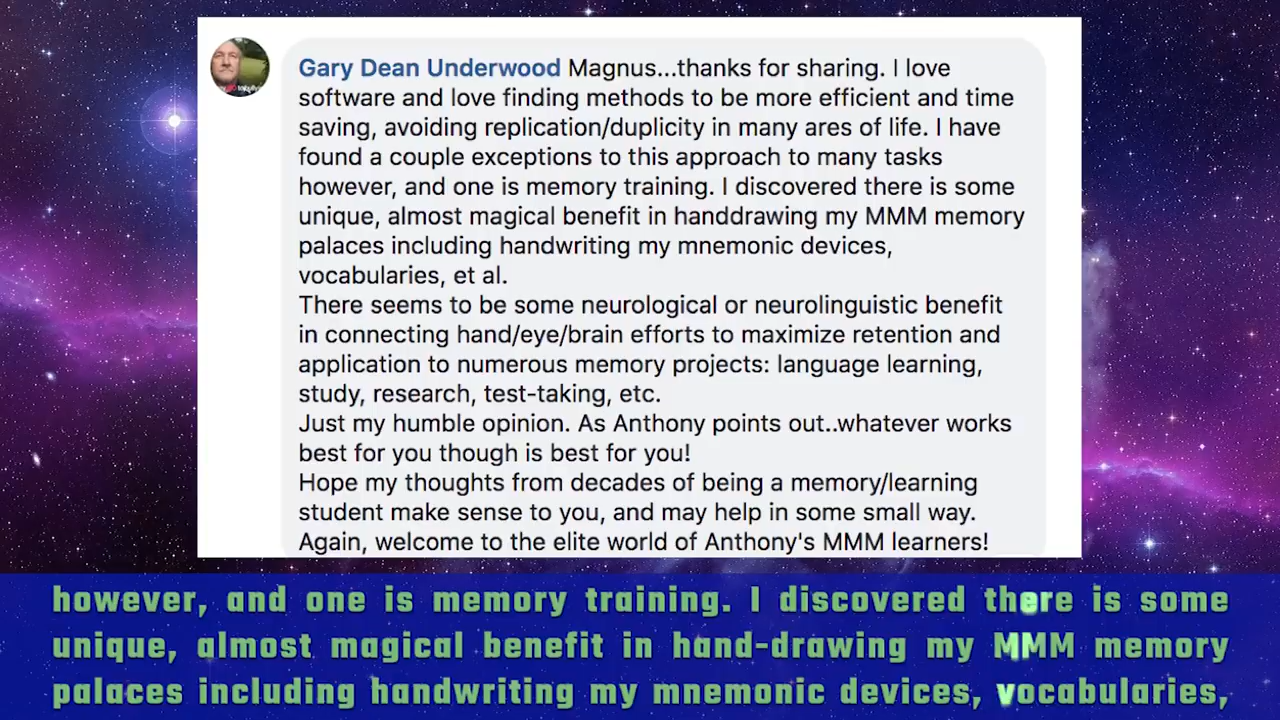 Gary Dean Underwood Magnus...thanks for sharing. I love
software and love finding methods to be more efficient and time
saving, avoiding replication/duplicity in many ares of life. I have
found a couple exceptions to this approach to many tasks
however, and one is memory training. I discovered there is some
unique, almost magical benefit in handdrawing my MMM memory
palaces including handwriting my mnemonic devices,
vocabularies, et al.
There seems to be some neurological or neurolinguistic benefit
in connecting hand/eye/brain efforts to maximize retention and
application to numerous memory projects: language learning,
study, research, test-taking, etc.
Just my humble opinion. As Anthony points out..whatever works
best for you though is best for you!
Hope my thoughts from decades of being a memory/learning
student make sense to you, and may help in some small way.
Again, welcome to the elite world of Anthony's MMM learners!
however, and one is memory training. I discovered there is some
unique, almost magical benefit in hand-drawing my MMM memory
palaces including handwriting my mnemonic devices, vocabularies,